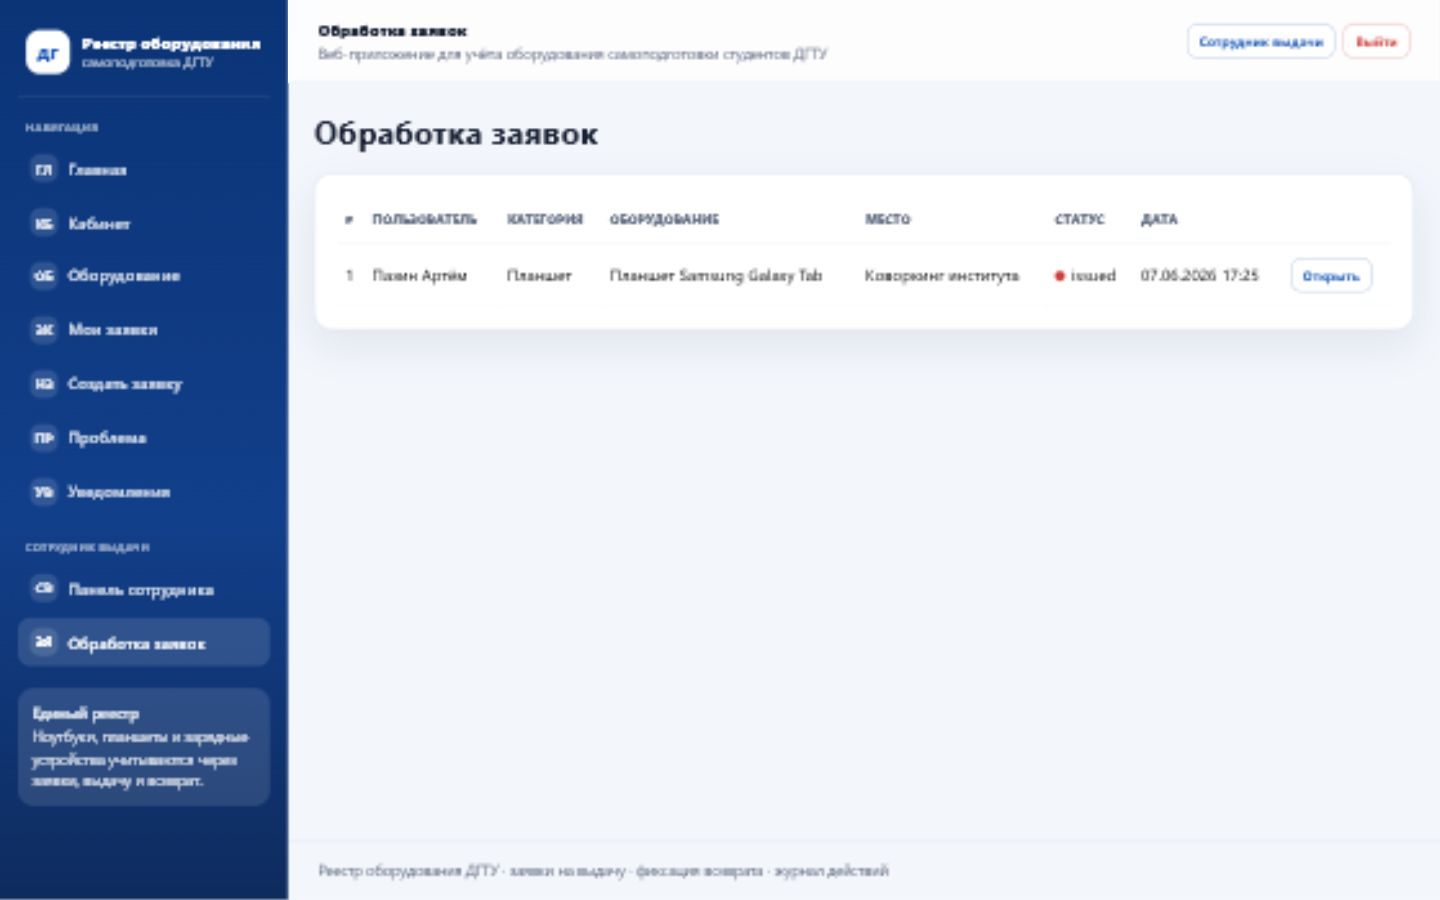 ДГ
Реестр оборудования
самоподготовка ДГТУ
НАВИГАЦИЯ
ГЛ Главная
КБ Кабинет
ОБ Оборудование
ЗК Мои заявки
НЗ Создать заявку
ПР Проблема
УВ Уведомления
СОТРУДНИК ВЫДАЧИ
СВ Панель сотрудника
ЗЯ Обработка заявок
Единый реестр
Ноутбуки, планшеты и зарядные
устройства учитываются через
заявки, выдачу и возврат.
Обработка заявок
Веб-приложение для учёта оборудования самоподготовки студентов ДГТУ
Сотрудник выдачи
Выйти
Обработка заявок
# ПОЛЬЗОВАТЕЛЬ КАТЕГОРИЯ ОБОРУДОВАНИЕ МЕСТО СТАТУС ДАТА
1 Артём Планшет Планшет Samsung Galaxy Tab Коворкинг института issued 07.06.2026 17:25 Открыть
Реестр оборудования ДГТУ · заявки на выдачу · фиксация возврата · журнал действий